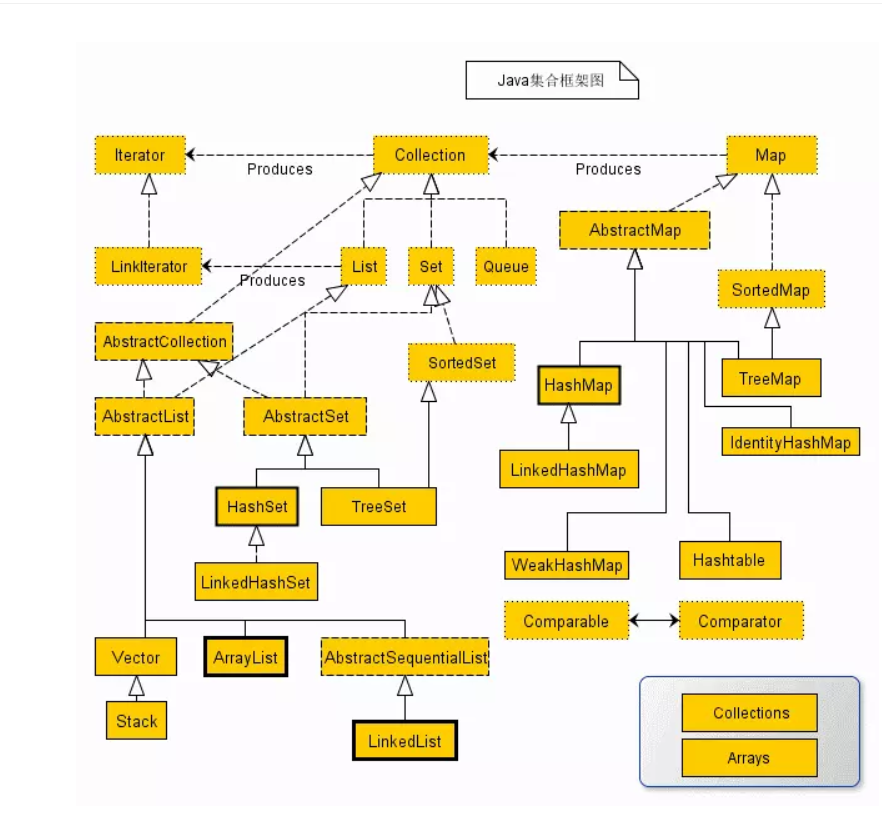 Java集合框架图
Iterator
Produces
Collection
Produces
Map
AbstractMap
LinkIterator
Produces
List
Set
Queue
SortedMap
AbstractCollection
SortedSet
HashMap
TreeMap
AbstractList
AbstractSet
IdentityHashMap
LinkedHashMap
HashSet
TreeSet
WeakHashMap
Hashtable
LinkedHashSet
Comparable
Comparator
Vector
ArrayList
AbstractSequentialList
Stack
LinkedList
Collections
Arrays